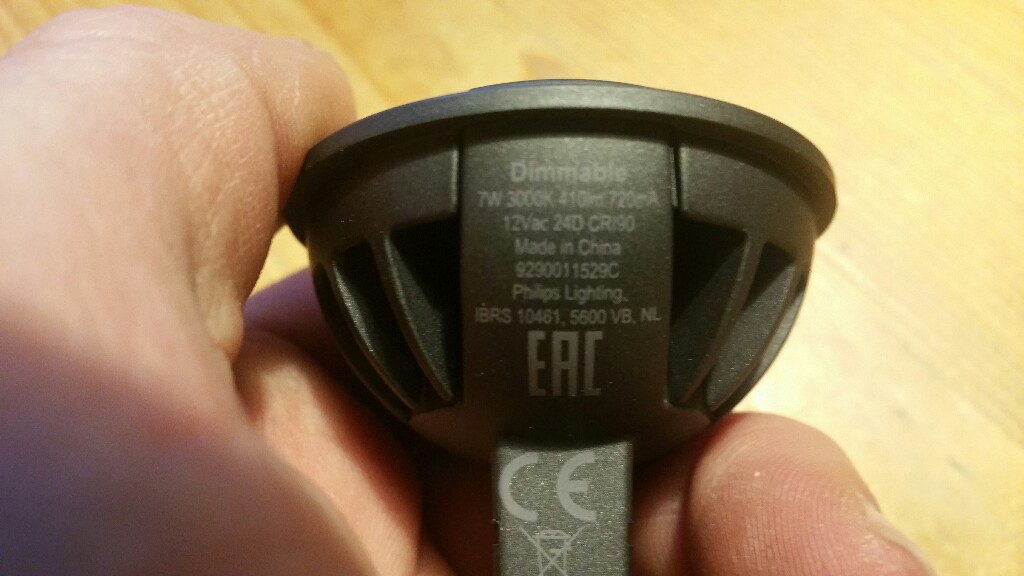 Dimmable
7W 3000K 410lm 720mA
12Vac 24D CRI90
Made in China
9290011529C
Philips Lighting,
IBRS 10461, 5600 VB, NL
EAC
CE